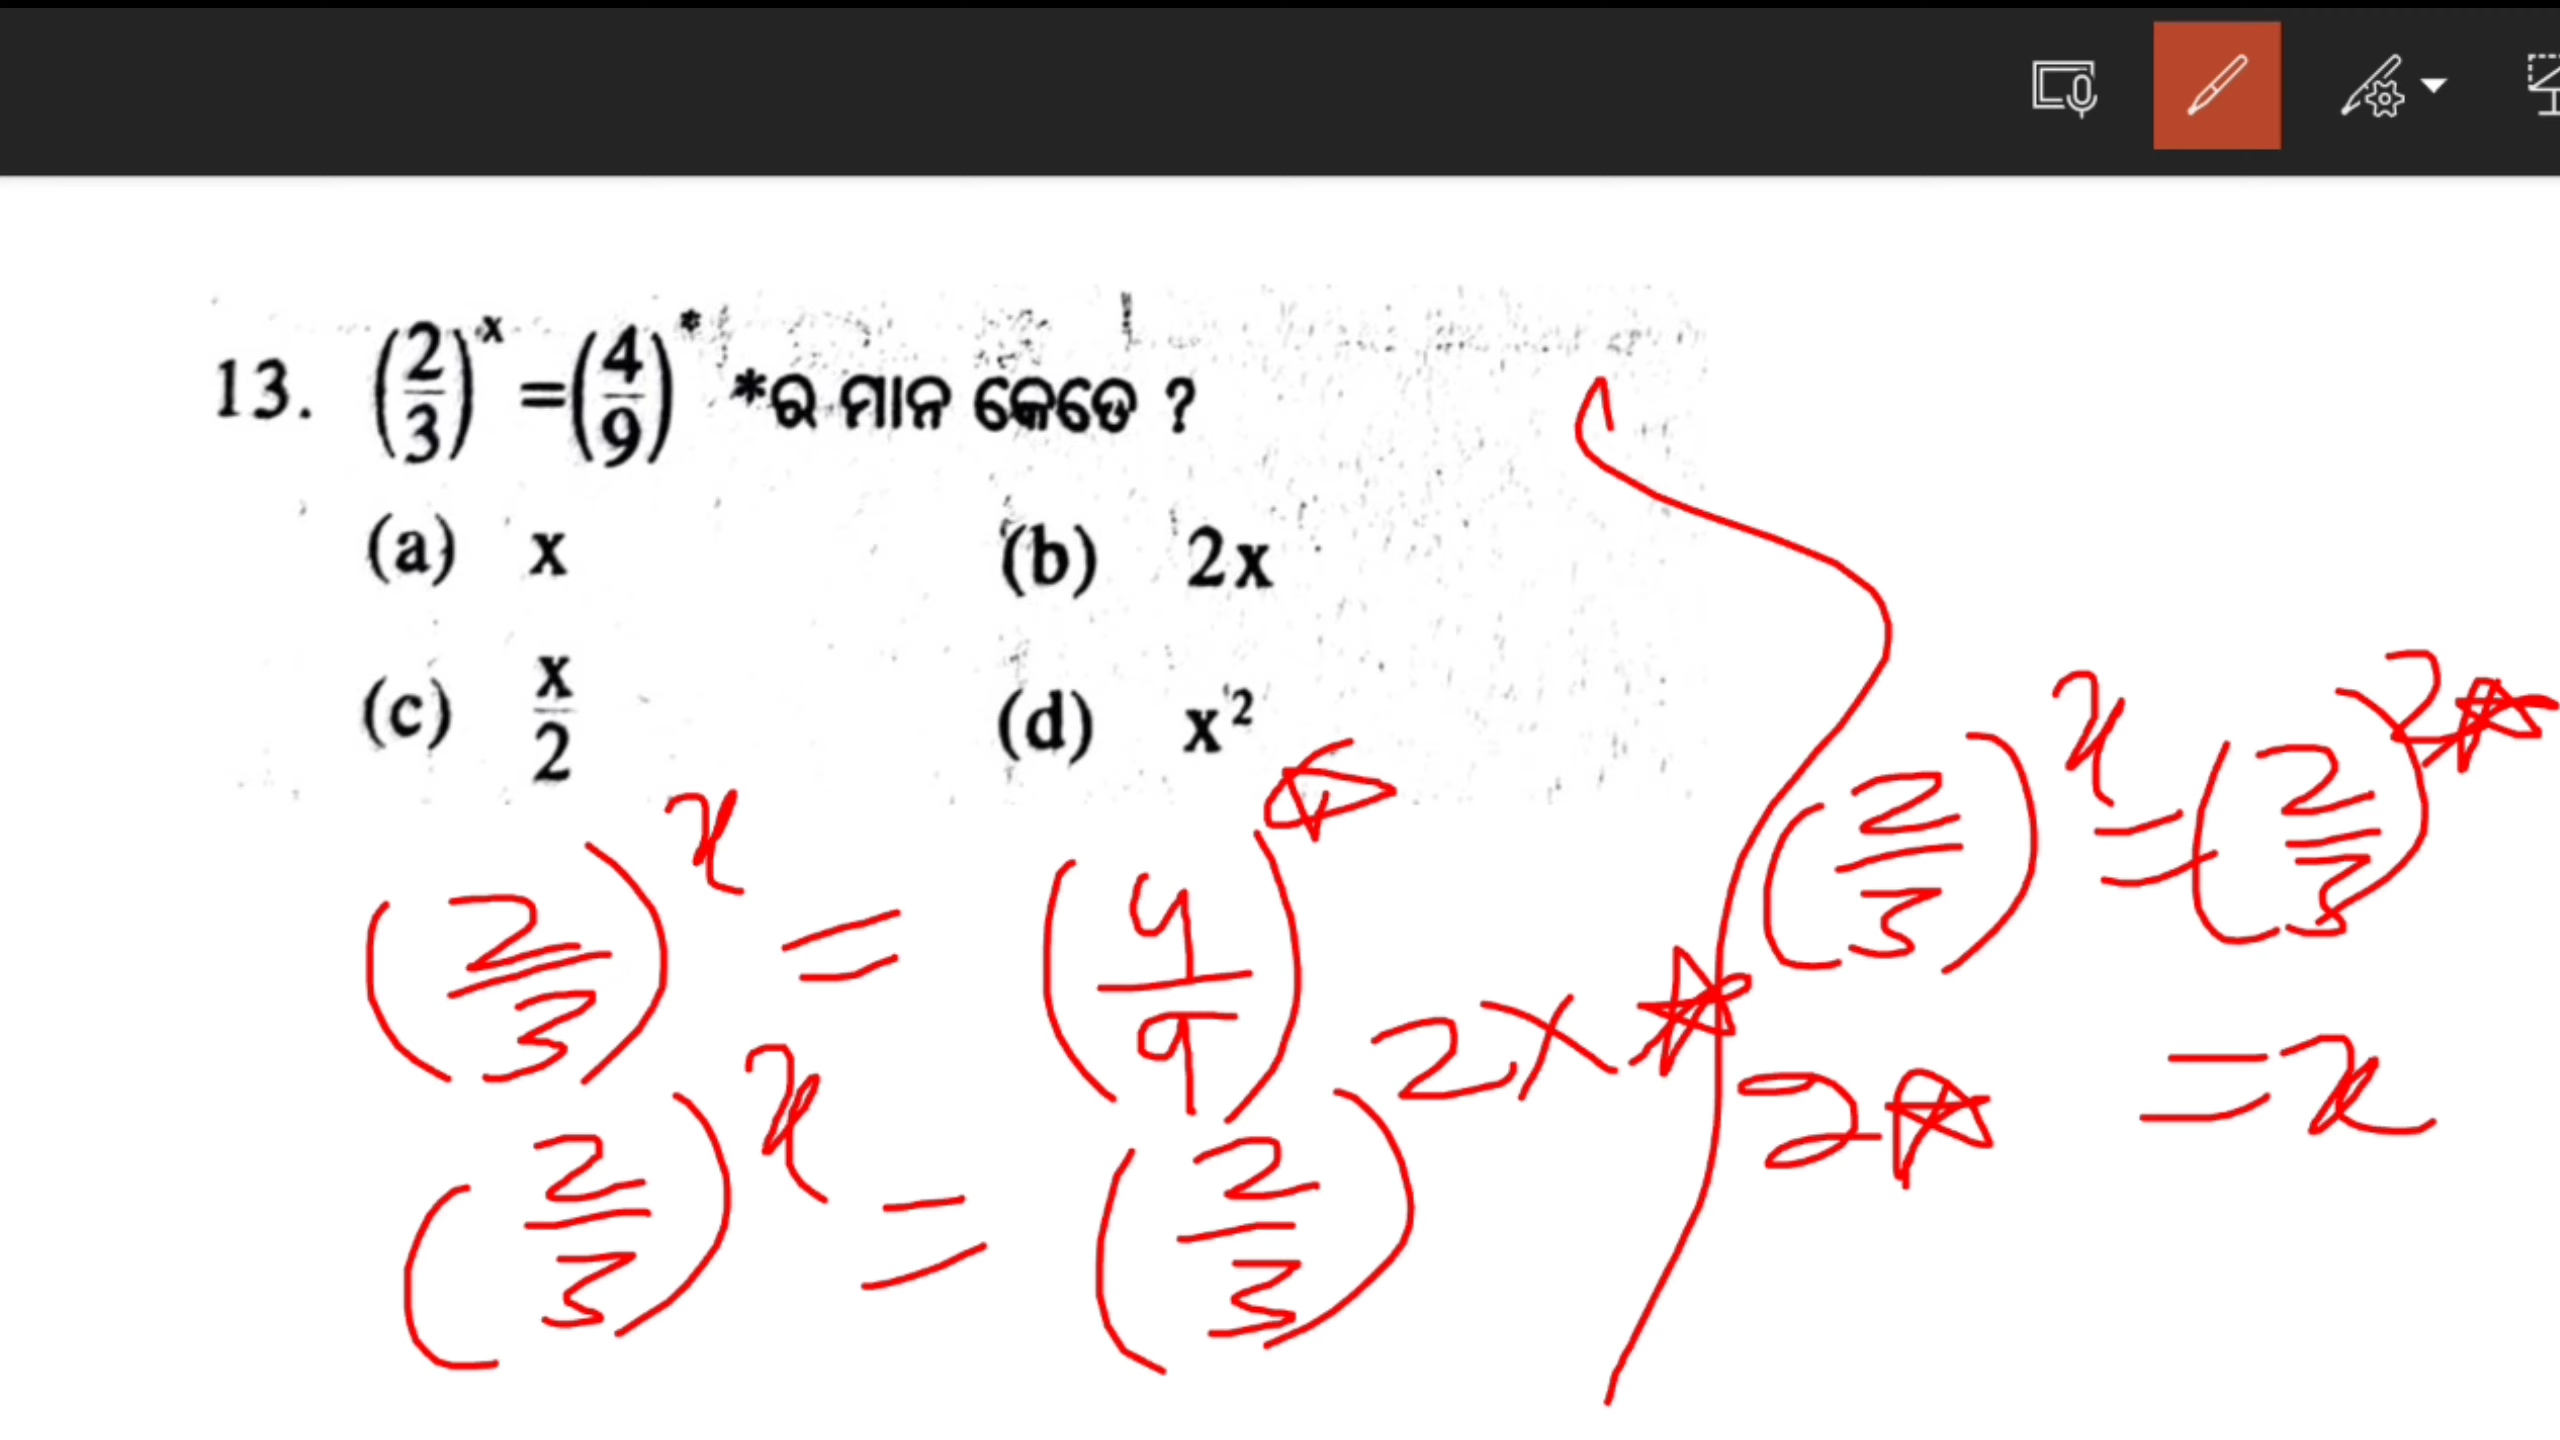 13. (2/3)^x = (4/9)^* *ର ମାନ କେତେ ?
(a) x (b) 2x
(c) x/2 (d) x²
(2/3)^x = (4/9)^☆
(2/3)^x = (2/3)^2×☆
(2/3)^x = (2/3)^2☆
2☆ = x